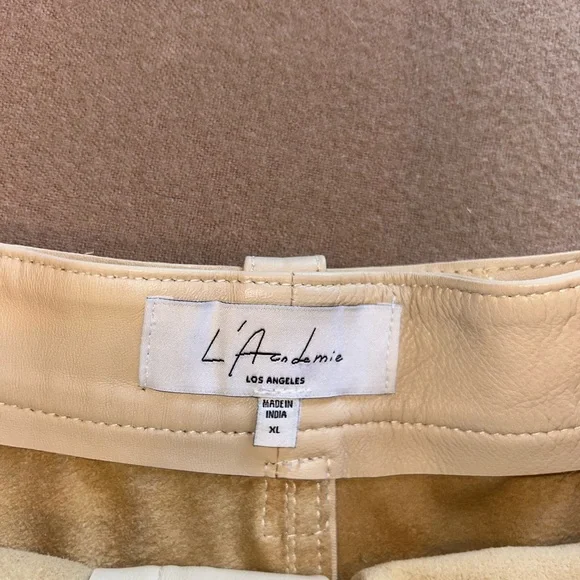 L'Academie
LOS ANGELES
MADE IN
INDIA
XL